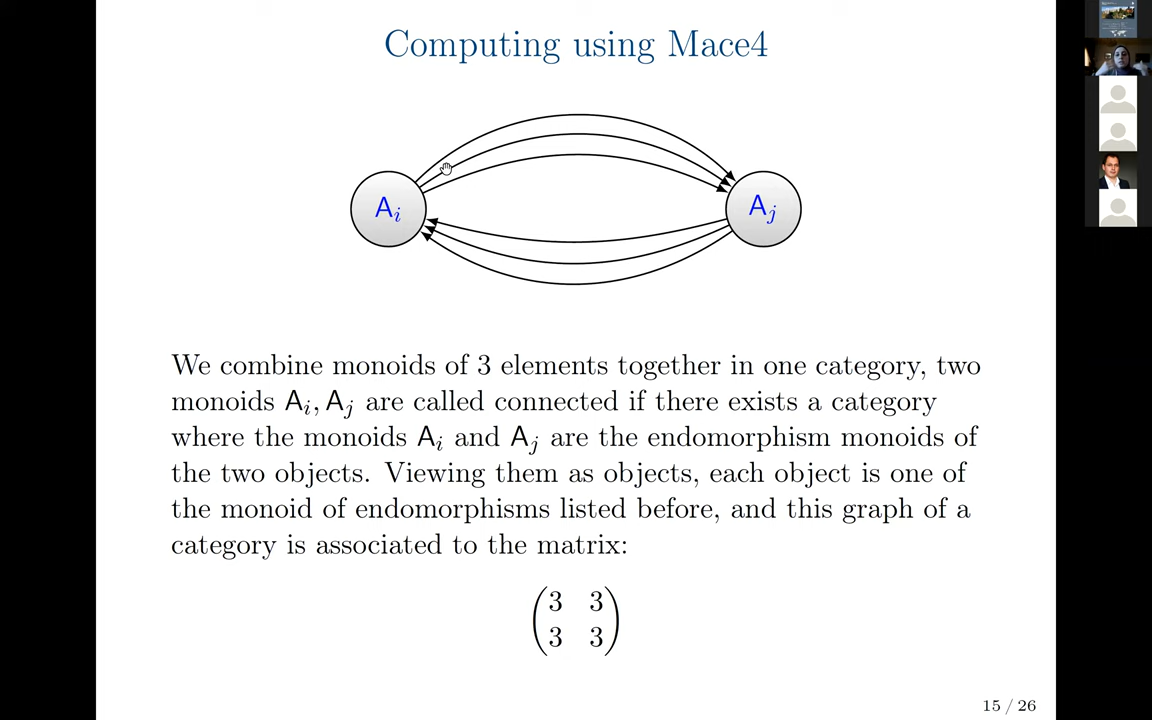 Computing using Mace4
A_i
A_j
We combine monoids of 3 elements together in one category, two
monoids A_i, A_j are called connected if there exists a category
where the monoids A_i and A_j are the endomorphism monoids of
the two objects. Viewing them as objects, each object is one of
the monoid of endomorphisms listed before, and this graph of a
category is associated to the matrix:
3 3
3 3
15 / 26